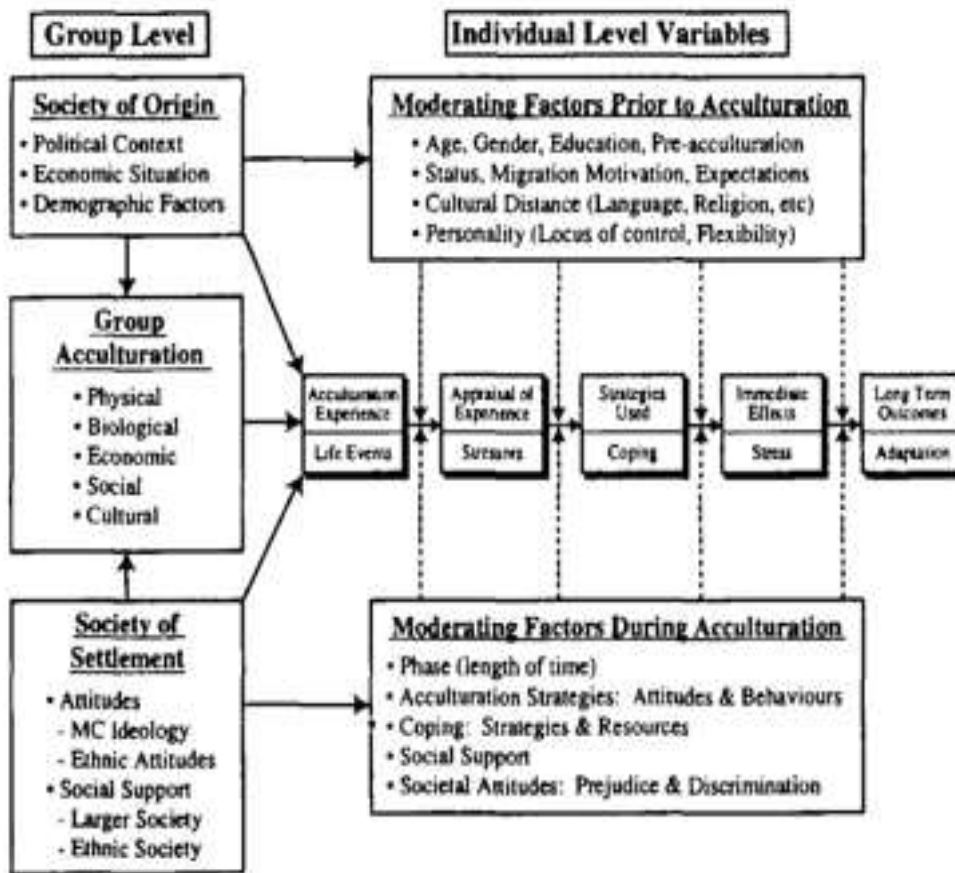 Group Level
Individual Level Variables
Society of Origin
• Political Context
• Economic Situation
• Demographic Factors
Moderating Factors Prior to Acculturation
• Age, Gender, Education, Pre-acculturation
• Status, Migration Motivation, Expectations
• Cultural Distance (Language, Religion, etc)
• Personality (Locus of control, Flexibility)
Group
Acculturation
• Physical
• Biological
• Economic
• Social
• Cultural
Acculturation
Experience
Life Events
Appraisal of
Experience
Stressors
Strategies
Used
Coping
Immediate
Effects
Stress
Long Term
Outcomes
Adaptation
Society of
Settlement
• Attitudes
- MC Ideology
- Ethnic Attitudes
• Social Support
- Larger Society
- Ethnic Society
Moderating Factors During Acculturation
• Phase (length of time)
• Acculturation Strategies: Attitudes & Behaviours
• Coping: Strategies & Resources
• Social Support
• Societal Attitudes: Prejudice & Discrimination